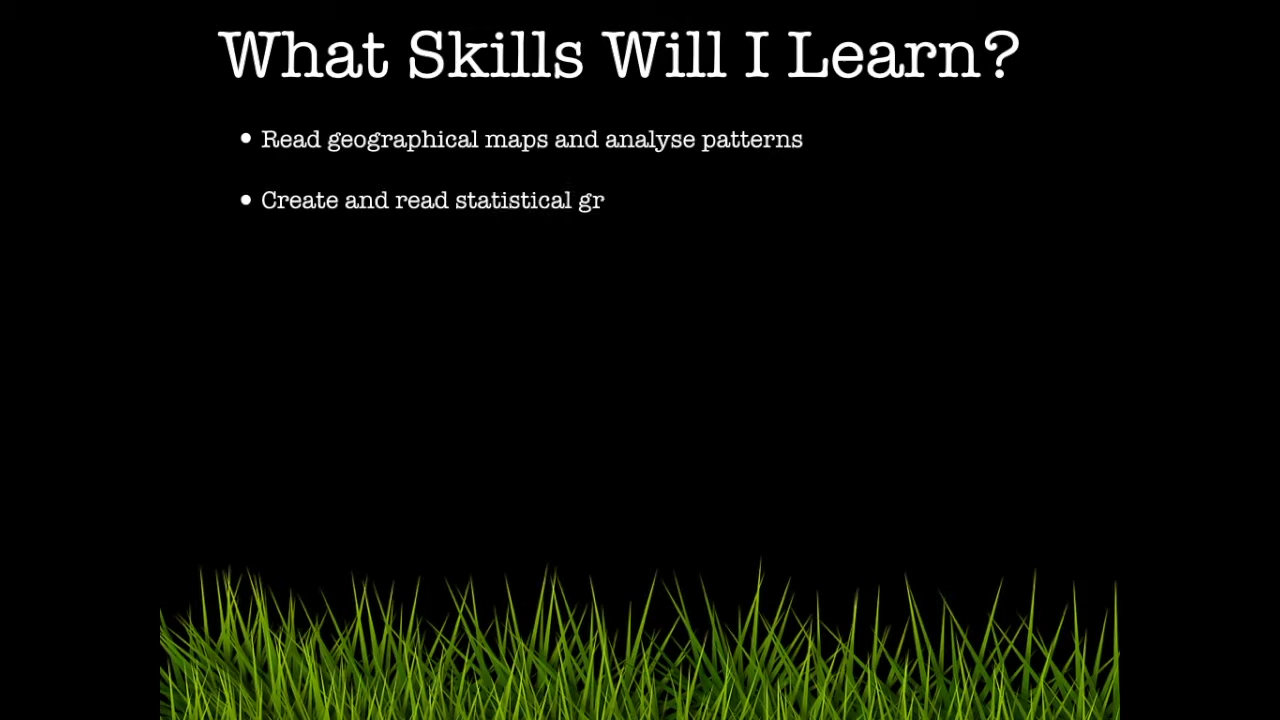 What Skills Will I Learn?
• Read geographical maps and analyse patterns
• Create and read statistical gr